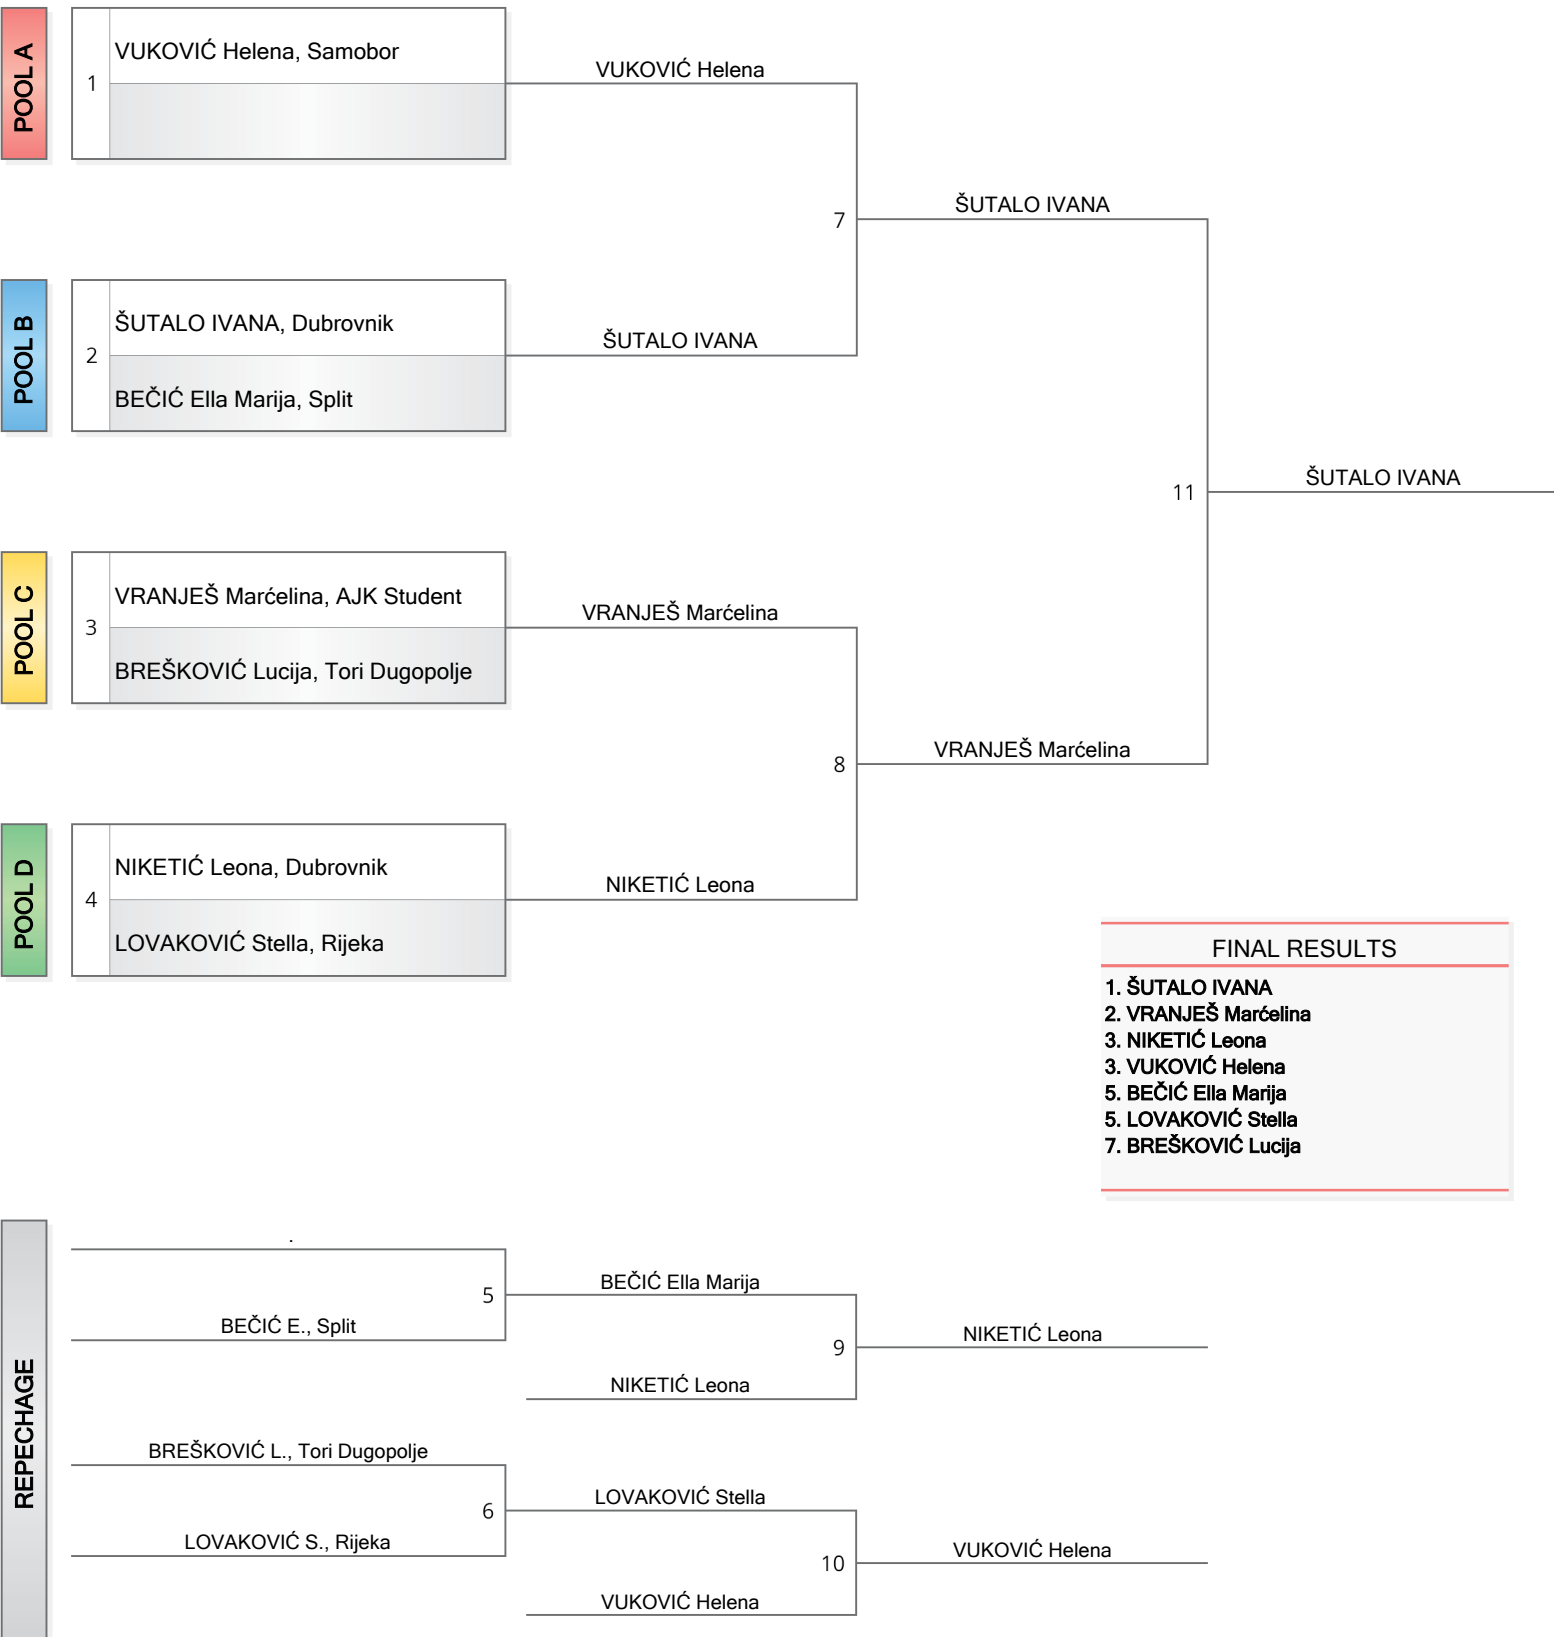 POOL A
1
VUKOVIĆ Helena, Samobor
VUKOVIĆ Helena
7
ŠUTALO IVANA
POOL B
2
ŠUTALO IVANA, Dubrovnik
BEČIĆ Ella Marija, Split
ŠUTALO IVANA
11
ŠUTALO IVANA
POOL C
3
VRANJEŠ Marćelina, AJK Student
BREŠKOVIĆ Lucija, Tori Dugopolje
VRANJEŠ Marćelina
8
VRANJEŠ Marćelina
POOL D
4
NIKETIĆ Leona, Dubrovnik
LOVAKOVIĆ Stella, Rijeka
NIKETIĆ Leona
FINAL RESULTS
1. ŠUTALO IVANA
2. VRANJEŠ Marćelina
3. NIKETIĆ Leona
3. VUKOVIĆ Helena
5. BEČIĆ Ella Marija
5. LOVAKOVIĆ Stella
7. BREŠKOVIĆ Lucija
REPECHAGE
.
5
BEČIĆ E., Split
BEČIĆ Ella Marija
9
NIKETIĆ Leona
NIKETIĆ Leona
BREŠKOVIĆ L., Tori Dugopolje
6
LOVAKOVIĆ S., Rijeka
LOVAKOVIĆ Stella
10
VUKOVIĆ Helena
VUKOVIĆ Helena